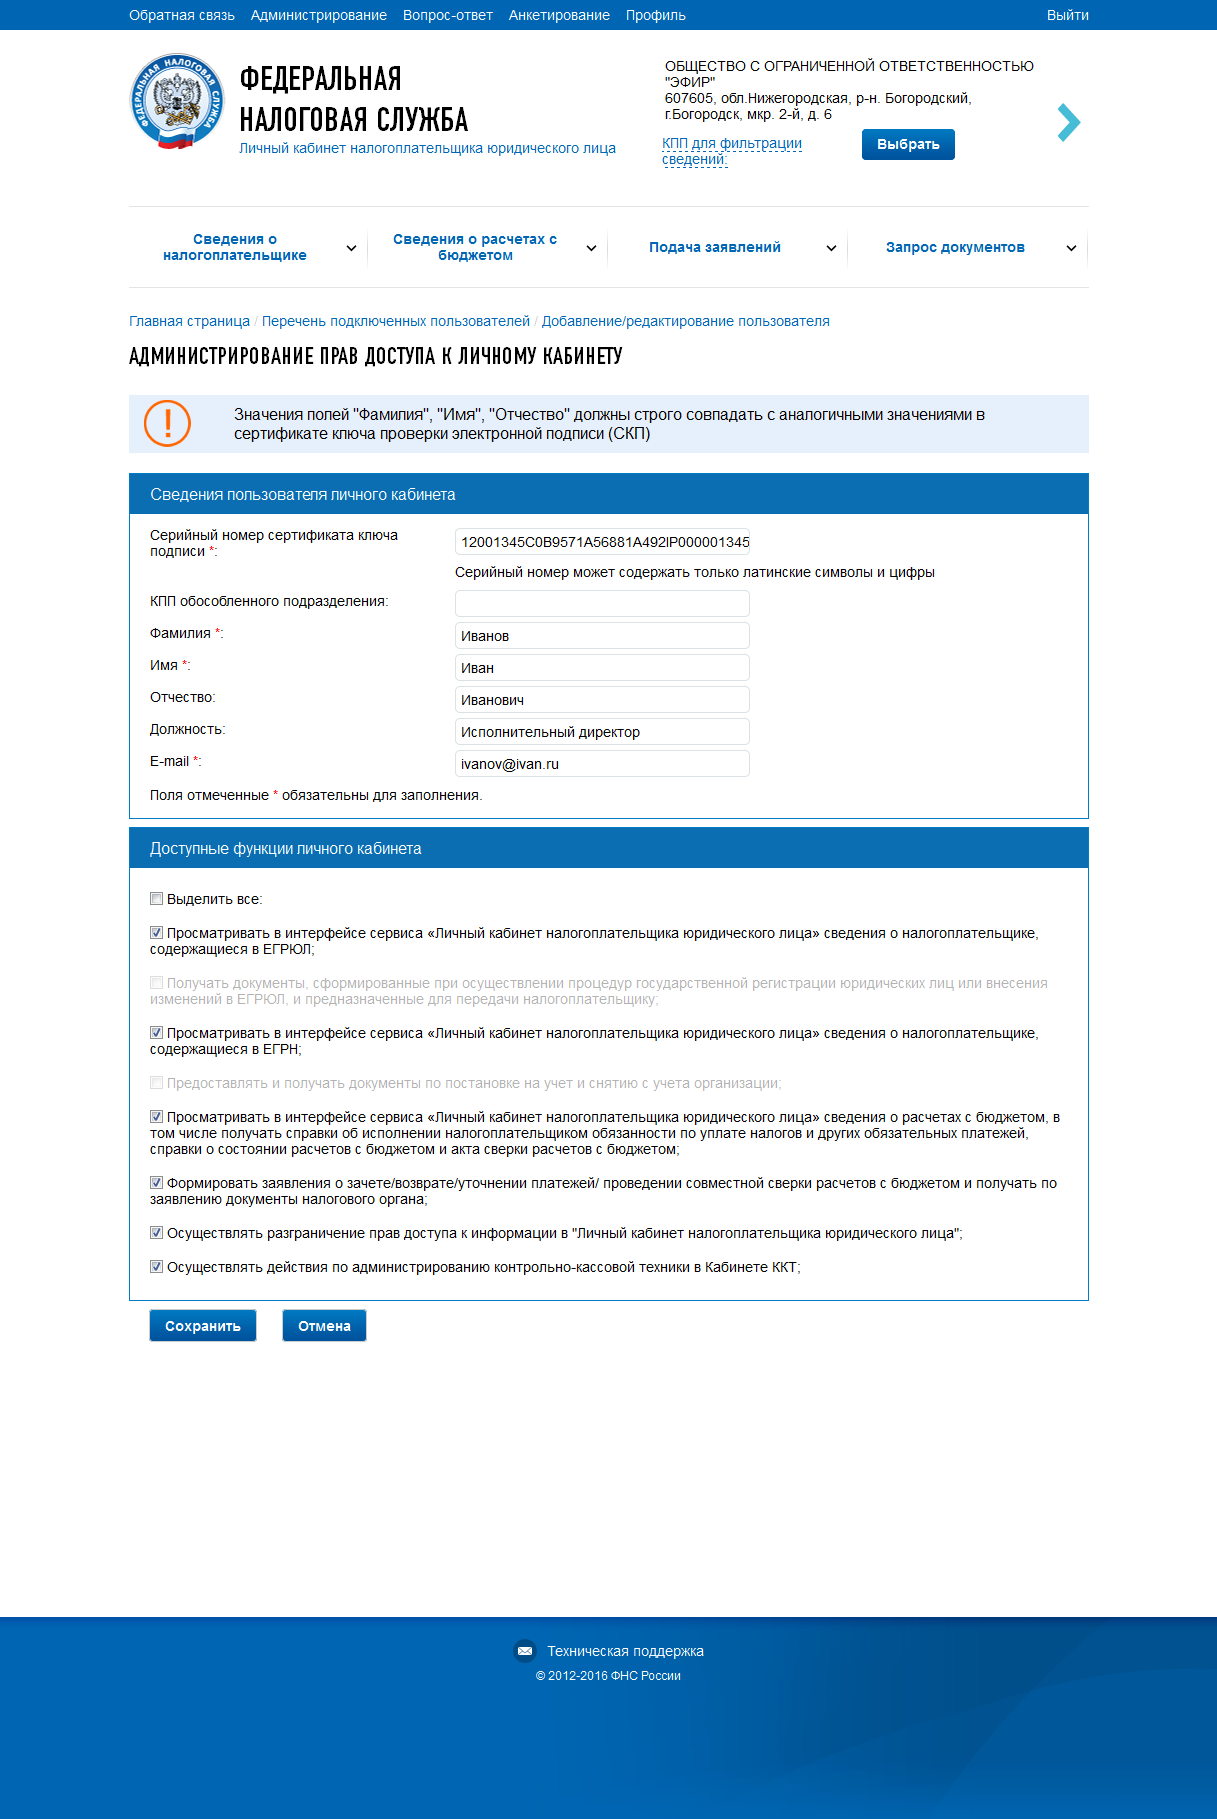 Обратная связь Администрирование Вопрос-ответ Анкетирование Профиль Выйти
ФЕДЕРАЛЬНАЯ НАЛОГОВАЯ СЛУЖБА
ФЕДЕРАЛЬНАЯ
НАЛОГОВАЯ СЛУЖБА
Личный кабинет налогоплательщика юридического лица
ОБЩЕСТВО С ОГРАНИЧЕННОЙ ОТВЕТСТВЕННОСТЬЮ
"ЭФИР"
607605, обл.Нижегородская, р-н. Богородский,
г.Богородск, мкр. 2-й, д. 6
КПП для фильтрации
сведений:
Выбрать
Сведения о
налогоплательщике
Сведения о расчетах с
бюджетом
Подача заявлений
Запрос документов
Главная страница / Перечень подключенных пользователей / Добавление/редактирование пользователя
АДМИНИСТРИРОВАНИЕ ПРАВ ДОСТУПА К ЛИЧНОМУ КАБИНЕТУ
Значения полей "Фамилия", "Имя", "Отчество" должны строго совпадать с аналогичными значениями в
сертификате ключа проверки электронной подписи (СКП)
Сведения пользователя личного кабинета
Серийный номер сертификата ключа
подписи *:
12001345C0B9571A56881A492IP000001345
Серийный номер может содержать только латинские символы и цифры
КПП обособленного подразделения:
Фамилия *: Иванов
Имя *: Иван
Отчество: Иванович
Должность: Исполнительный директор
E-mail *: ivanov@ivan.ru
Поля отмеченные * обязательны для заполнения.
Доступные функции личного кабинета
Выделить все:
Просматривать в интерфейсе сервиса «Личный кабинет налогоплательщика юридического лица» сведения о налогоплательщике,
содержащиеся в ЕГРЮЛ;
Получать документы, сформированные при осуществлении процедур государственной регистрации юридических лиц или внесения
изменений в ЕГРЮЛ, и предназначенные для передачи налогоплательщику;
Просматривать в интерфейсе сервиса «Личный кабинет налогоплательщика юридического лица» сведения о налогоплательщике,
содержащиеся в ЕГРН;
Предоставлять и получать документы по постановке на учет и снятию с учета организации;
Просматривать в интерфейсе сервиса «Личный кабинет налогоплательщика юридического лица» сведения о расчетах с бюджетом, в
том числе получать справки об исполнении налогоплательщиком обязанности по уплате налогов и других обязательных платежей,
справки о состоянии расчетов с бюджетом и акта сверки расчетов с бюджетом;
Формировать заявления о зачете/возврате/уточнении платежей/ проведении совместной сверки расчетов с бюджетом и получать по
заявлению документы налогового органа;
Осуществлять разграничение прав доступа к информации в "Личный кабинет налогоплательщика юридического лица";
Осуществлять действия по администрированию контрольно-кассовой техники в Кабинете ККТ;
Сохранить Отмена
Техническая поддержка
© 2012-2016 ФНС России